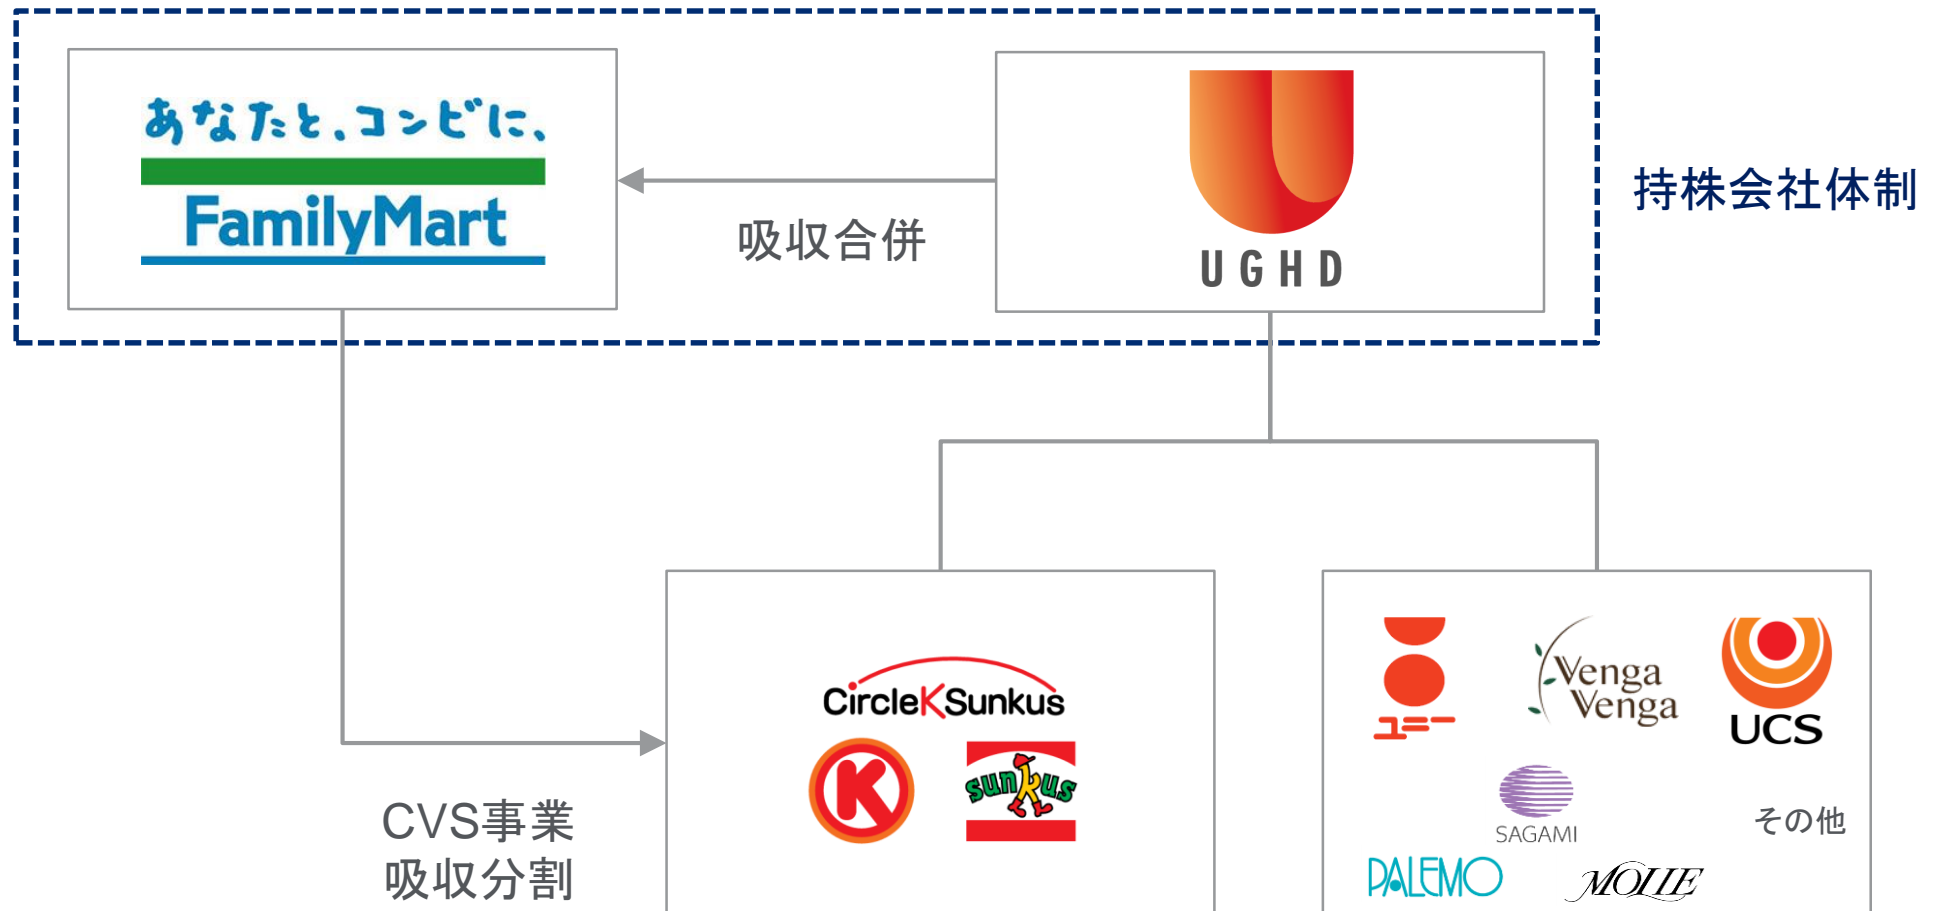 あなたと、コンビに、
FamilyMart
吸収合併
UGHD
持株会社体制
CVS事業
吸収分割
CircleKSunkus
K
sunkus
ユニー
Venga
Venga
UCS
SAGAMI
その他
PALEMO
MOLIE